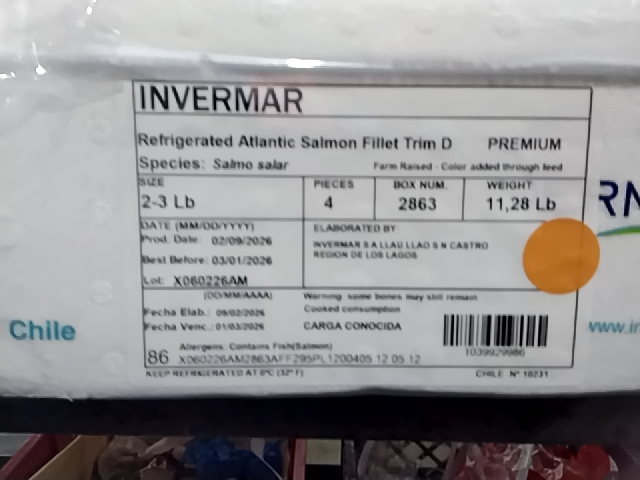 INVERMAR
Refrigerated Atlantic Salmon Fillet Trim D PREMIUM
Species: Salmo salar Farm Raised - Color added through feed
SIZE PIECES BOX NUM. WEIGHT
2-3 Lb 4 2863 11,28 Lb
DATE (MM/DD/YYYY) ELABORATED BY
Prod. Date: 02/09/2026 INVERMAR S A LLAU LLAO S N CASTRO
REGION DE LOS LAGOS
Best Before: 03/01/2026
Lot: X060226AM
(DD/MM/AAAA) Warning: some bones may still remain
Cooked consumption
Fecha Elab.: 09/02/2026
Fecha Venc.: 01/03/2026 CARGA CONOCIDA
Allergens: Contains Fish(Salmon)
86 X060226AM2863AFF295PL1200405 12 05 12
1039929986
KEEP REFRIGERATED AT 0ºC (32º F) CHILE Nº 10231
Chile
RN
www.in